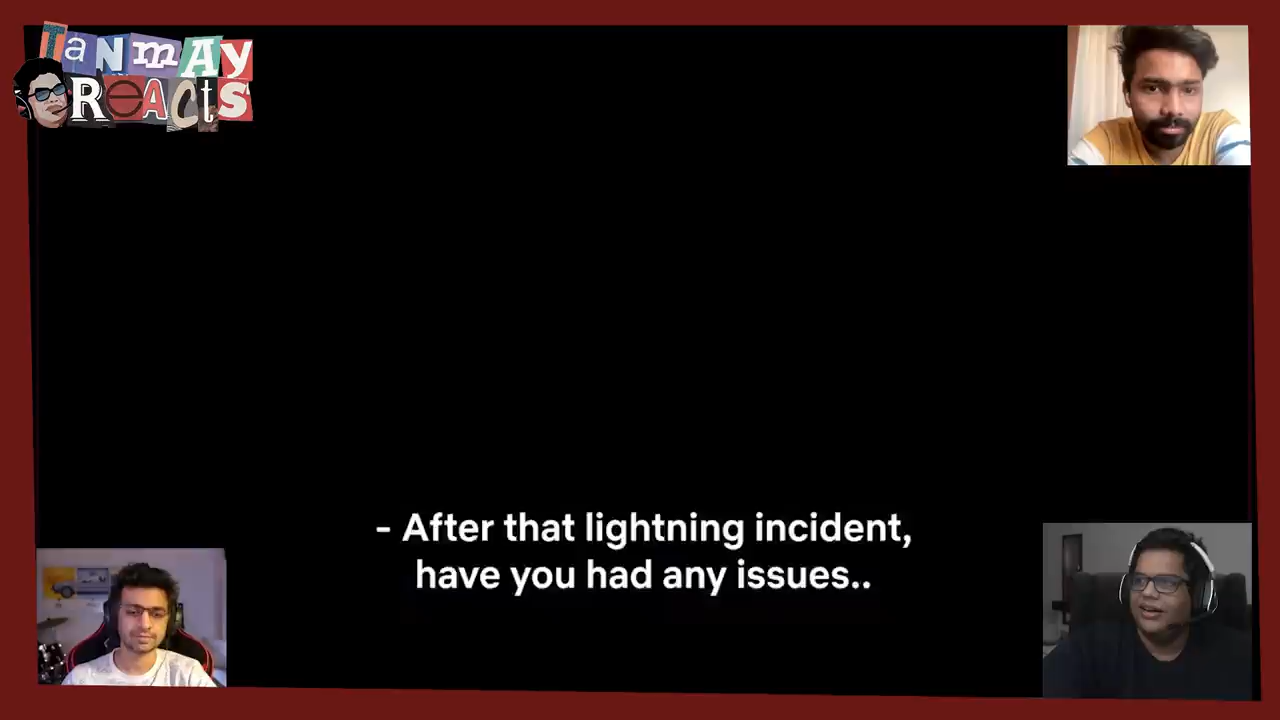 TaNmAy
REACtS
- After that lightning incident,
have you had any issues..